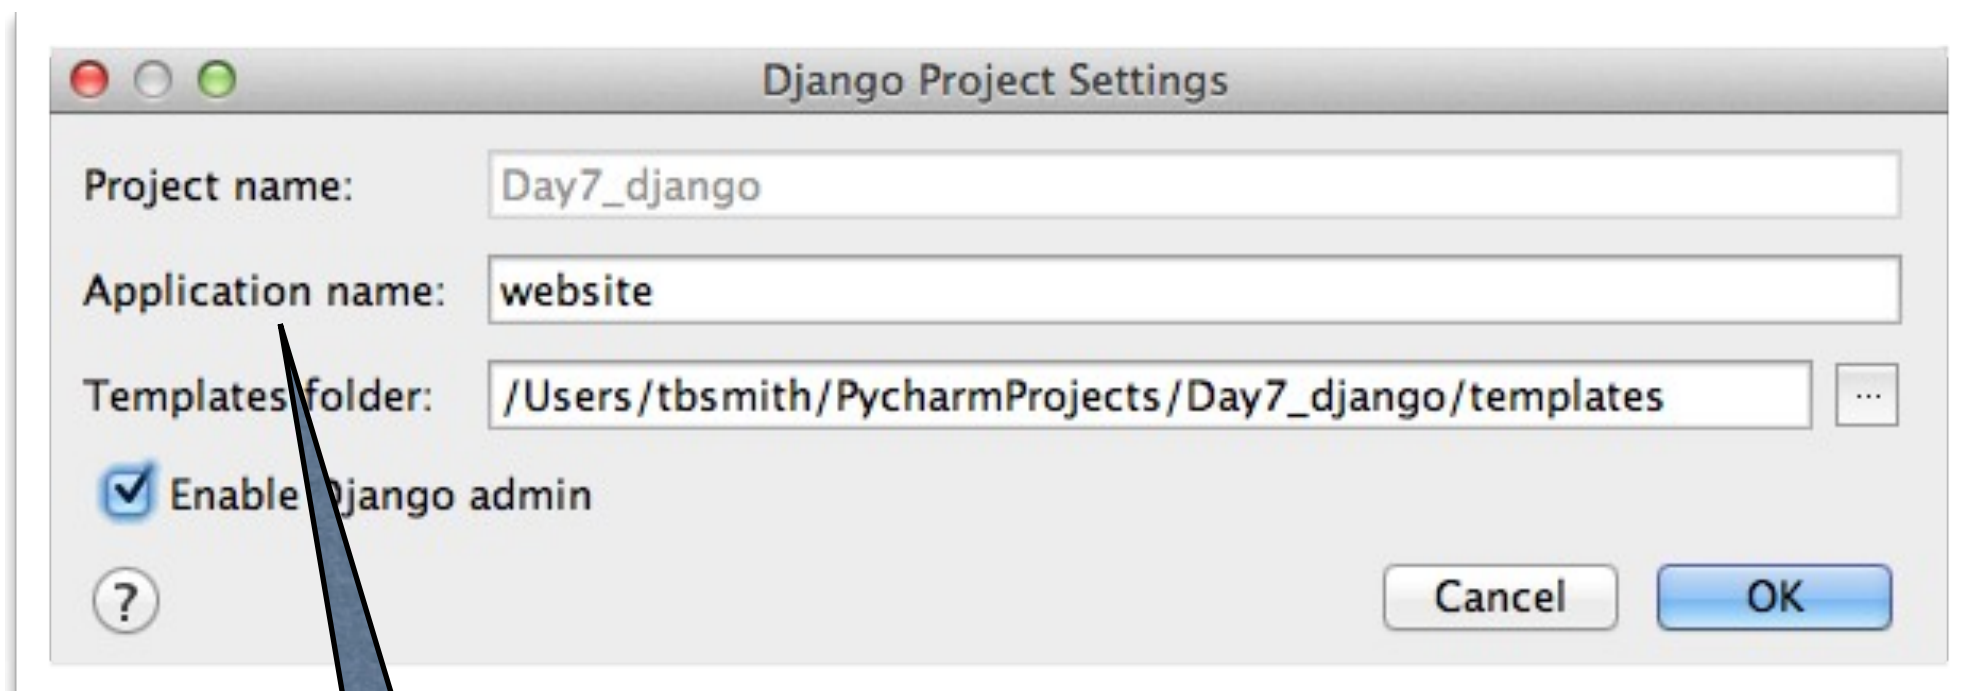 Django Project Settings
Project name: Day7_django
Application name: website
Templates folder: /Users/tbsmith/PycharmProjects/Day7_django/templates ...
Enable Django admin
? Cancel OK